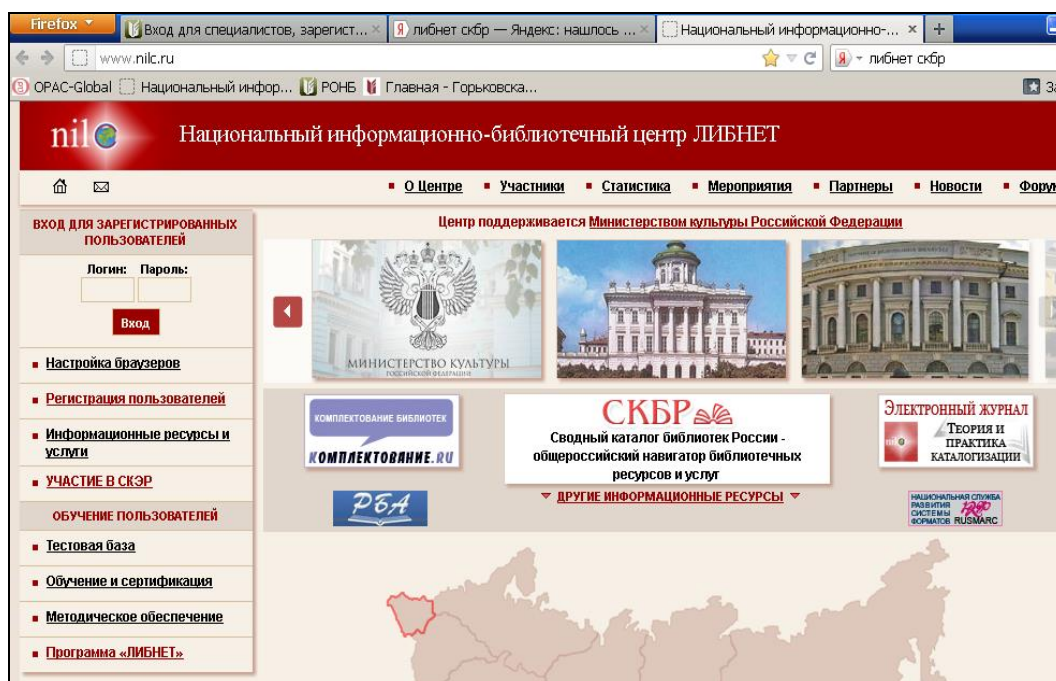 Firefox
Вход для специалистов, зарегист...
либнет скбр — Яндекс: нашлось ...
Национальный информационно-...
www.nilc.ru
либнет скбр
OPAC-Global
Национальный инфор...
РОНБ
Главная - Горьковска...
nilc
Национальный информационно-библиотечный центр ЛИБНЕТ
О Центре
Участники
Статистика
Мероприятия
Партнеры
Новости
ВХОД ДЛЯ ЗАРЕГИСТРИРОВАННЫХ
ПОЛЬЗОВАТЕЛЕЙ
Логин: Пароль:
Вход
Настройка браузеров
Регистрация пользователей
Информационные ресурсы и
услуги
УЧАСТИЕ В СКЭР
ОБУЧЕНИЕ ПОЛЬЗОВАТЕЛЕЙ
Тестовая база
Обучение и сертификация
Методическое обеспечение
Программа «ЛИБНЕТ»
Центр поддерживается Министерством культуры Российской Федерации
МИНИСТЕРСТВО КУЛЬТУРЫ
РОССИЙСКОЙ ФЕДЕРАЦИИ
КОМПЛЕКТОВАНИЕ БИБЛИОТЕК
КОМПЛЕКТОВАНИЕ.RU
СКБР
Сводный каталог библиотек России -
общероссийский навигатор библиотечных
ресурсов и услуг
ЭЛЕКТРОННЫЙ ЖУРНАЛ
ТЕОРИЯ И
ПРАКТИКА
КАТАЛОГИЗАЦИИ
РБА
ДРУГИЕ ИНФОРМАЦИОННЫЕ РЕСУРСЫ
НАЦИОНАЛЬНАЯ СЛУЖБА
РАЗВИТИЯ
СИСТЕМЫ
ФОРМАТОВ RUSMARC